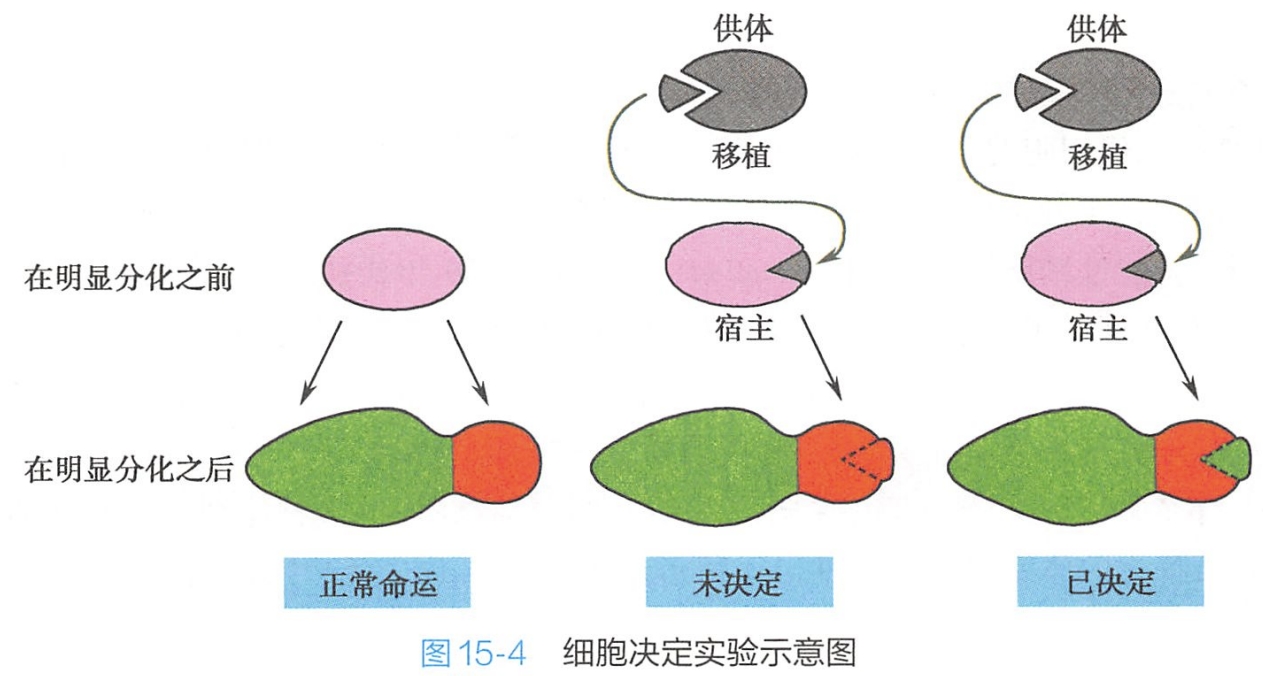 供体
供体
移植
移植
在明显分化之前
宿主
宿主
在明显分化之后
正常命运
未决定
已决定
图 15-4 细胞决定实验示意图